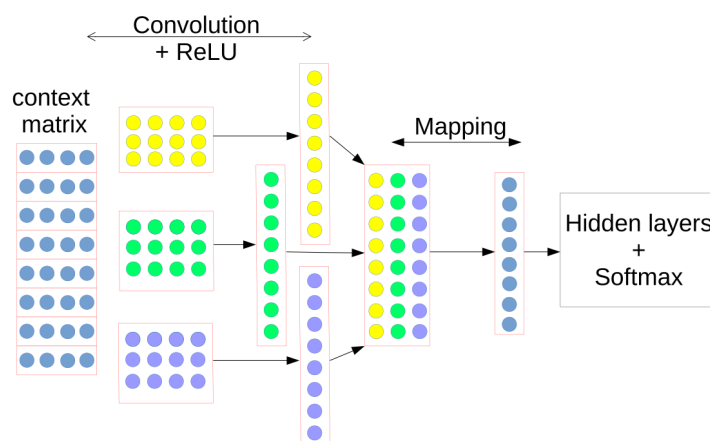 Convolution
+ ReLU
context
matrix
Mapping
Hidden layers
+
Softmax